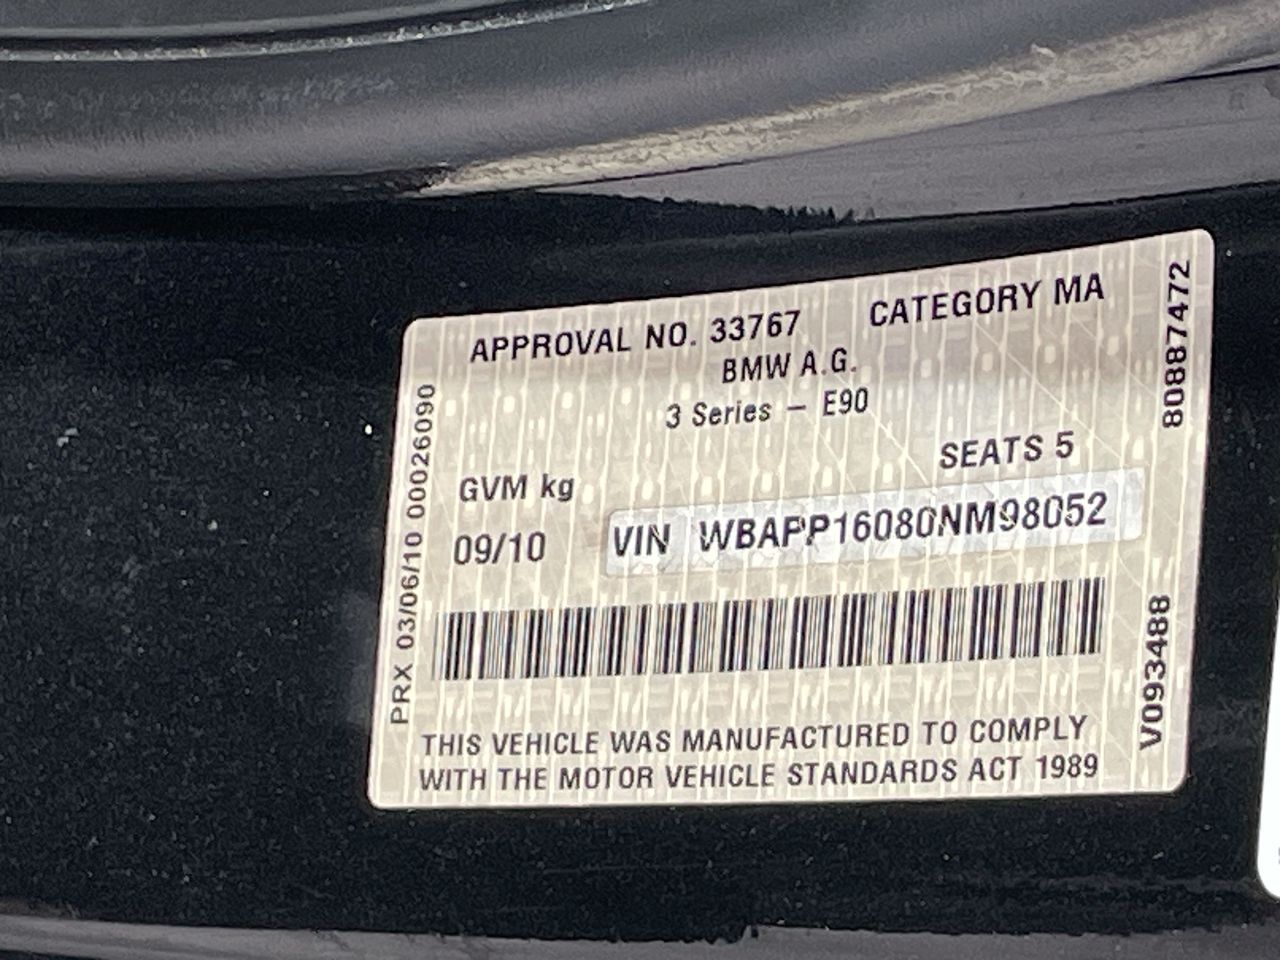 APPROVAL NO. 33767 CATEGORY MA
BMW A.G.
3 Series – E90
SEATS 5
GVM kg
09/10 VIN WBAPP16080NM98052
THIS VEHICLE WAS MANUFACTURED TO COMPLY
WITH THE MOTOR VEHICLE STANDARDS ACT 1989
PRX 03/06/10 00026090
80887472
V093488